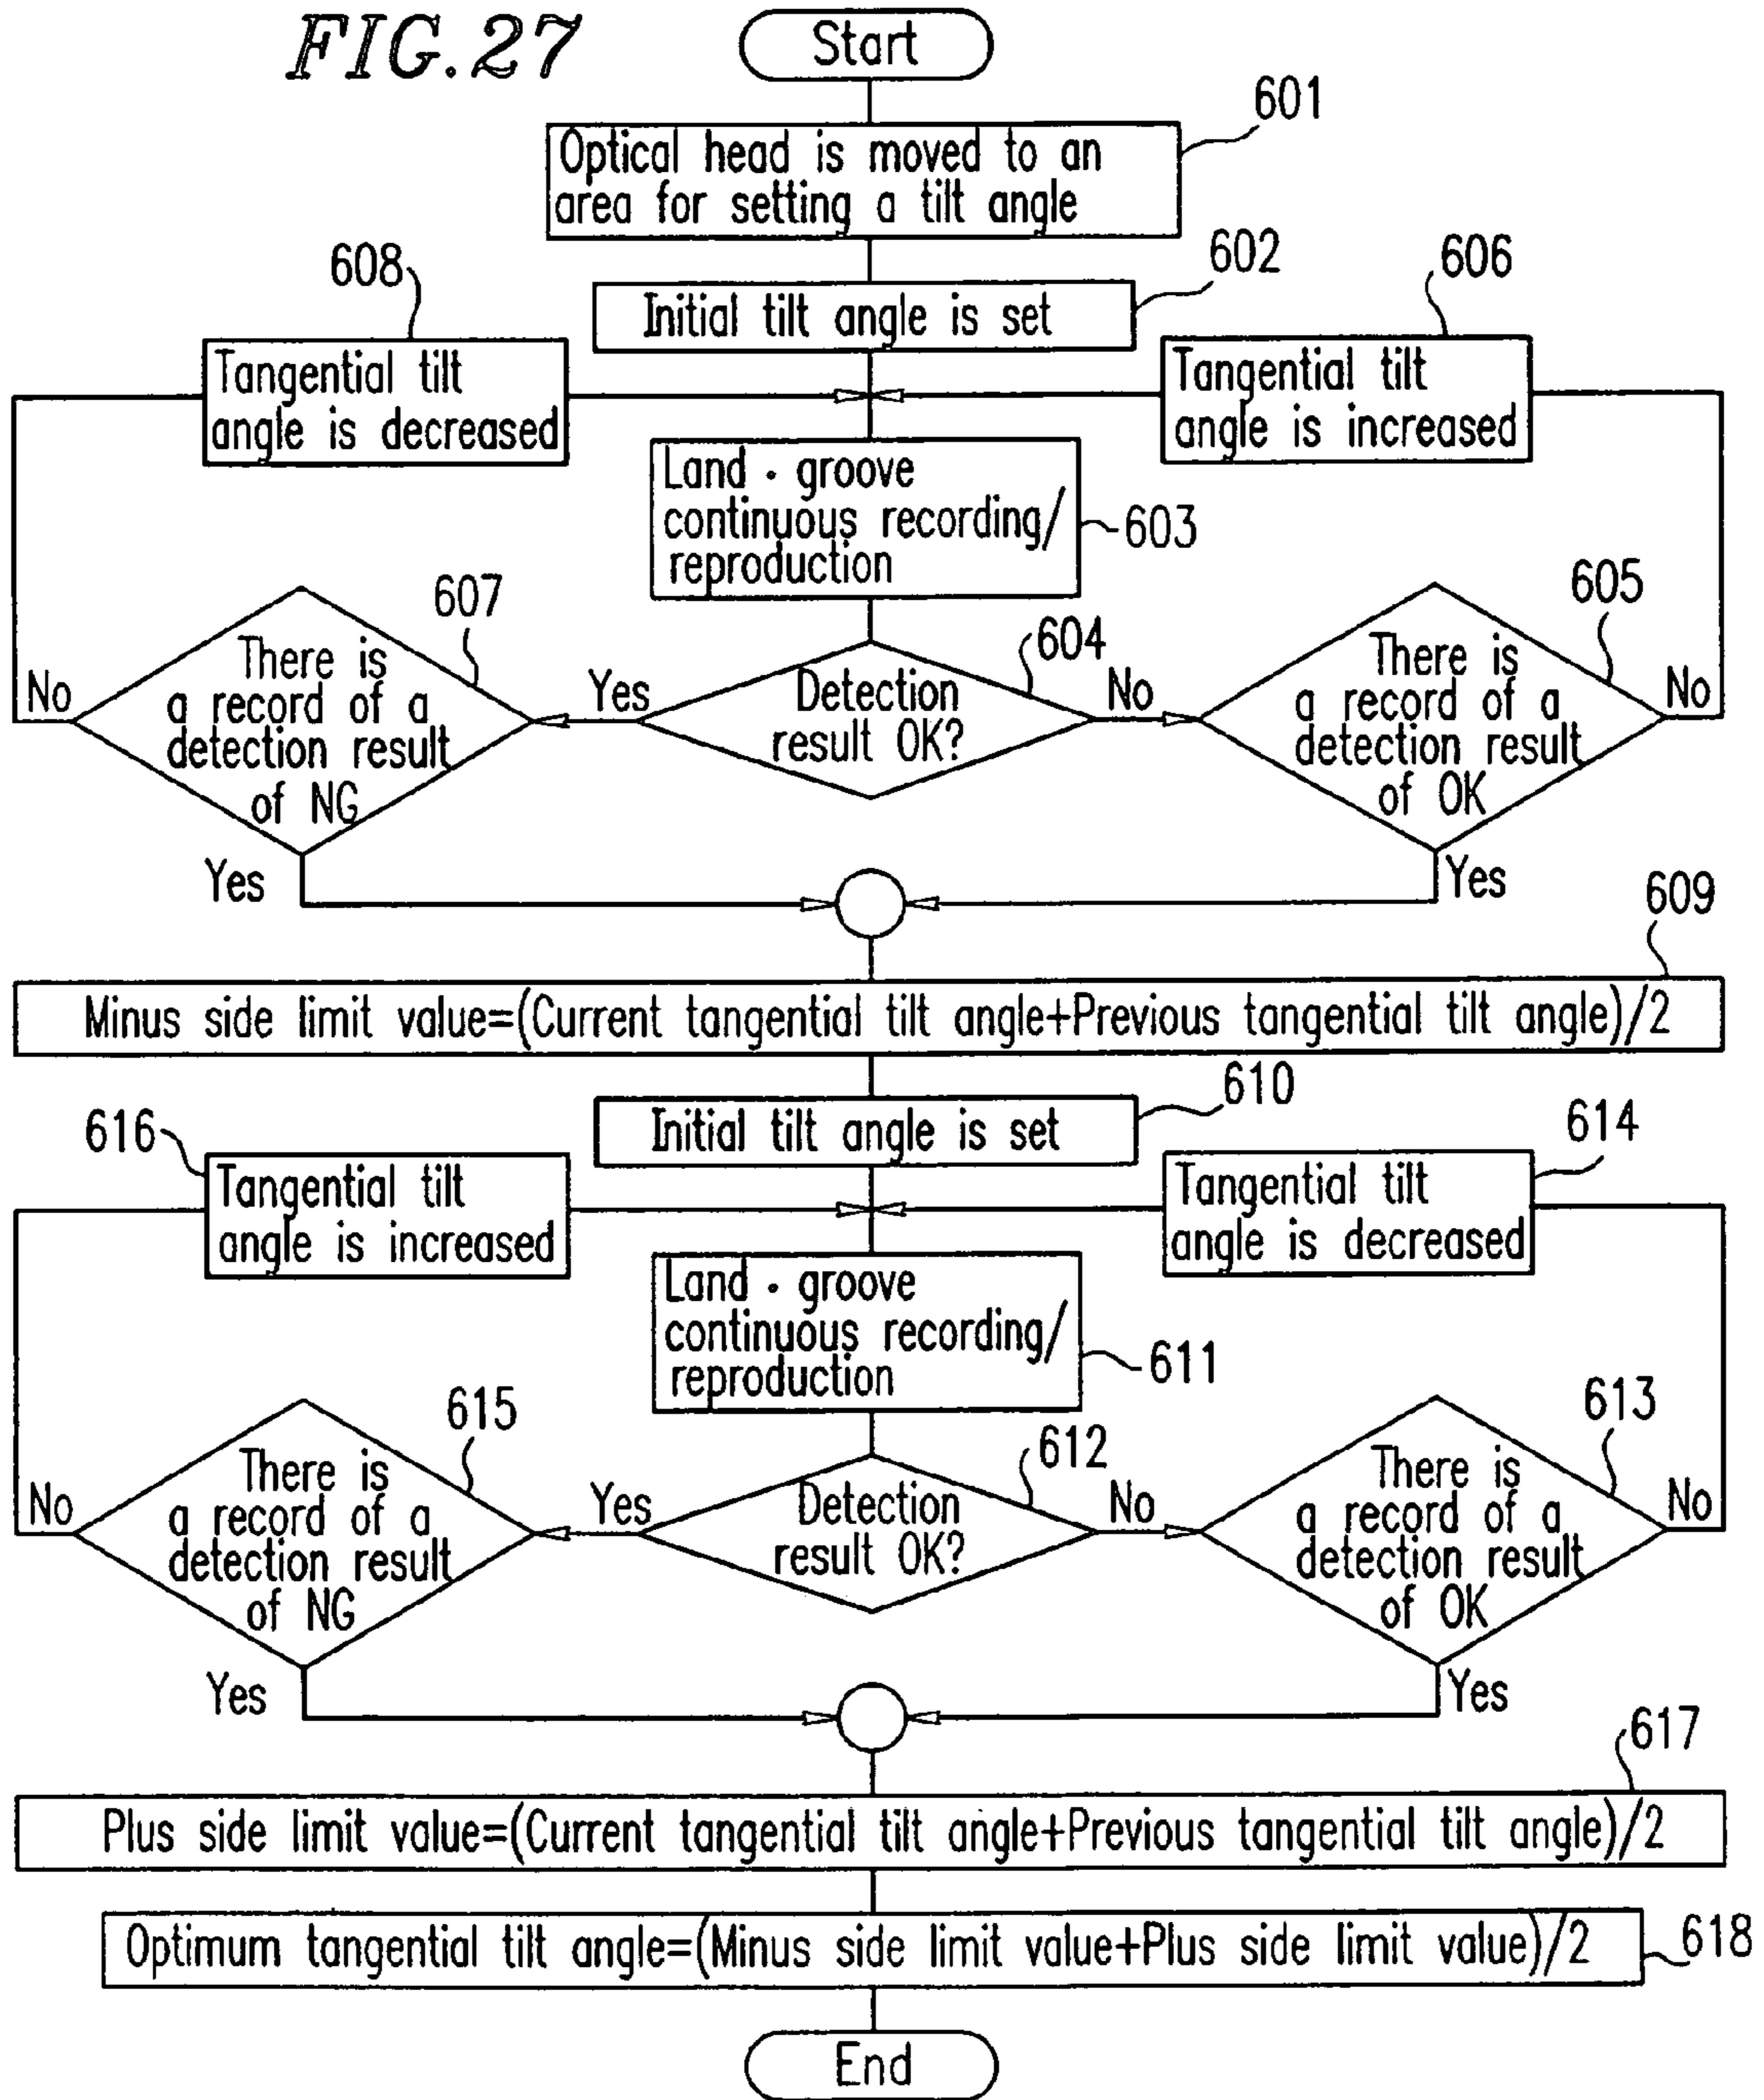 FIG.27
Start
601
Optical head is moved to an
area for setting a tilt angle
602
Initial tilt angle is set
608
Tangential tilt
angle is decreased
606
Tangential tilt
angle is increased
Land · groove
continuous recording/
reproduction
603
607
There is
a record of a
detection result
of NG
No
Yes
604
Detection
result OK?
Yes
No
605
There is
a record of a
detection result
of OK
No
Yes
609
Minus side limit value=(Current tangential tilt angle+Previous tangential tilt angle)/2
610
Initial tilt angle is set
616
Tangential tilt
angle is increased
614
Tangential tilt
angle is decreased
Land · groove
continuous recording/
reproduction
611
615
There is
a record of a
detection result
of NG
No
Yes
612
Detection
result OK?
Yes
No
613
There is
a record of a
detection result
of OK
No
Yes
617
Plus side limit value=(Current tangential tilt angle+Previous tangential tilt angle)/2
Optimum tangential tilt angle=(Minus side limit value+Plus side limit value)/2
618
End